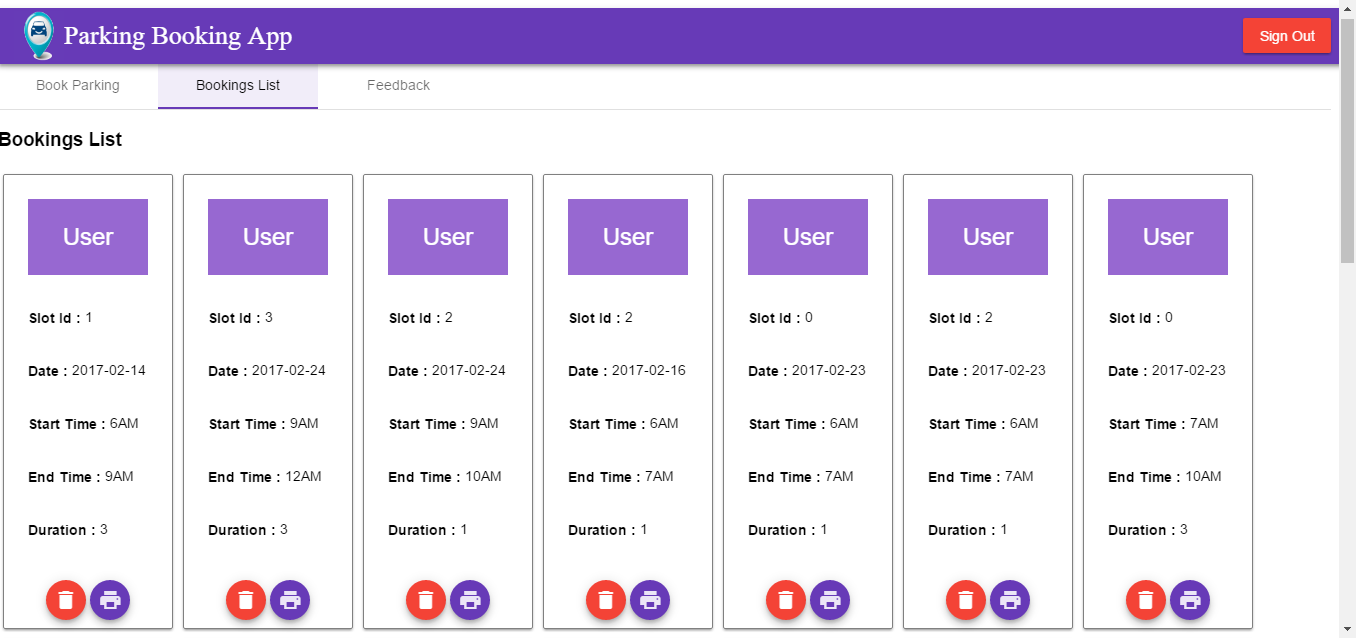 Parking Booking App
Sign Out
Book Parking
Bookings List
Feedback
Bookings List
User
Slot Id : 1
Date : 2017-02-14
Start Time : 6AM
End Time : 9AM
Duration : 3
User
Slot Id : 3
Date : 2017-02-24
Start Time : 9AM
End Time : 12AM
Duration : 3
User
Slot Id : 2
Date : 2017-02-24
Start Time : 9AM
End Time : 10AM
Duration : 1
User
Slot Id : 2
Date : 2017-02-16
Start Time : 6AM
End Time : 7AM
Duration : 1
User
Slot Id : 0
Date : 2017-02-23
Start Time : 6AM
End Time : 7AM
Duration : 1
User
Slot Id : 2
Date : 2017-02-23
Start Time : 6AM
End Time : 7AM
Duration : 1
User
Slot Id : 0
Date : 2017-02-23
Start Time : 7AM
End Time : 10AM
Duration : 3